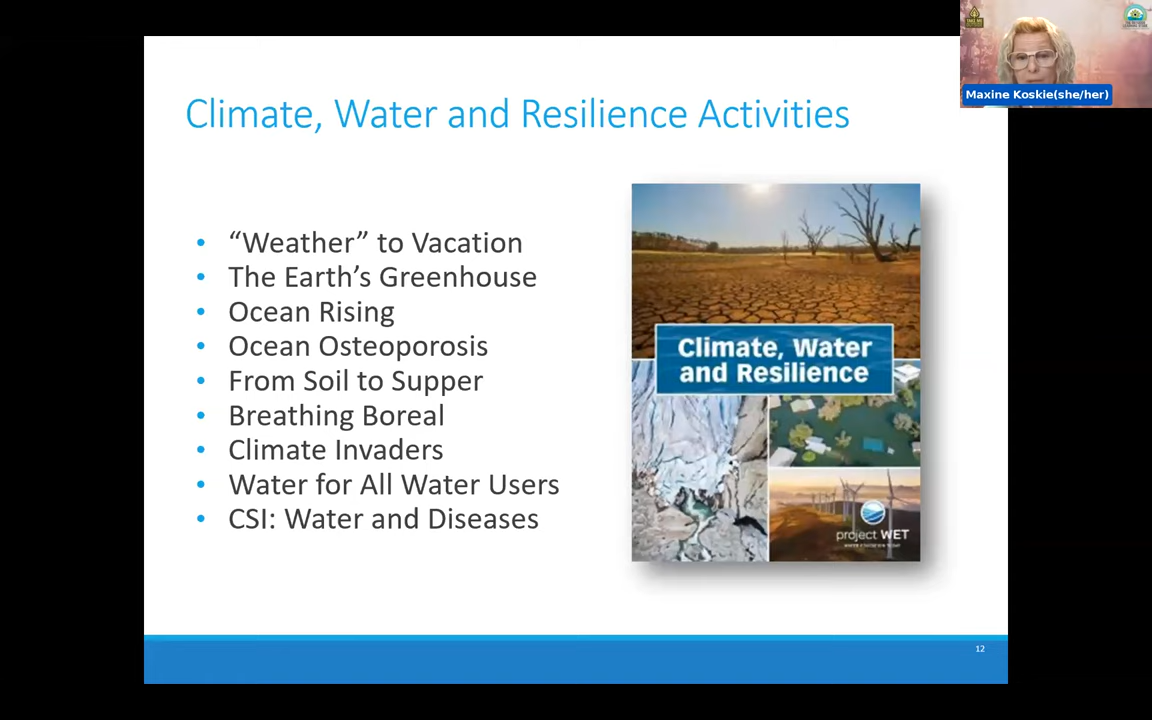 Maxine Koskie(she/her)
Climate, Water and Resilience Activities
• “Weather” to Vacation
• The Earth’s Greenhouse
• Ocean Rising
• Ocean Osteoporosis
• From Soil to Supper
• Breathing Boreal
• Climate Invaders
• Water for All Water Users
• CSI: Water and Diseases
Climate, Water
and Resilience
project WET
12